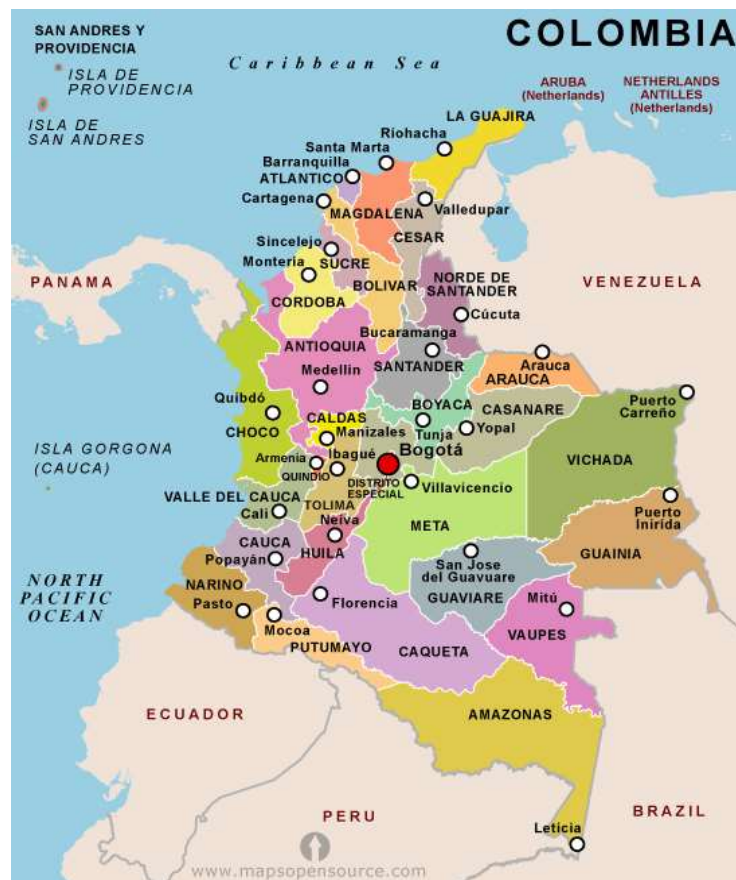 COLOMBIA
SAN ANDRES Y
PROVIDENCIA
ISLA DE
PROVIDENCIA
ISLA DE
SAN ANDRES
Caribbean Sea
ARUBA
(Netherlands)
NETHERLANDS
ANTILLES
(Netherlands)
LA GUAJIRA
Riohacha
Santa Marta
Barranquilla
ATLANTICO
Cartagena
MAGDALENA
Valledupar
CESAR
Sincelejo
SUCRE
Monteria
BOLIVAR
NORDE DE
SANTANDER
PANAMA
VENEZUELA
CORDOBA
Cúcuta
Bucaramanga
ANTIOQUIA
SANTANDER
Arauca
ARAUCA
Medellin
Puerto
Carreño
Quibdó
BOYACA
CASANARE
CALDAS
CHOCO
Manizales
Tunja
Yopal
ISLA GORGONA
(CAUCA)
Armenia
Ibagué
Bogotá
VICHADA
QUINDIO
DISTRITO
ESPECIAL
Villavicencio
VALLE DEL CAUCA
TOLIMA
Cali
Neiva
META
Puerto
Inirida
CAUCA
HUILA
Popayán
San Jose
del Guavuare
GUAINIA
NORTH
PACIFIC
OCEAN
NARINO
Pasto
Florencia
GUAVIARE
Mitú
Mocoa
VAUPES
PUTUMAYO
CAQUETA
ECUADOR
AMAZONAS
PERU
BRAZIL
Leticia
www.mapsopensource.com